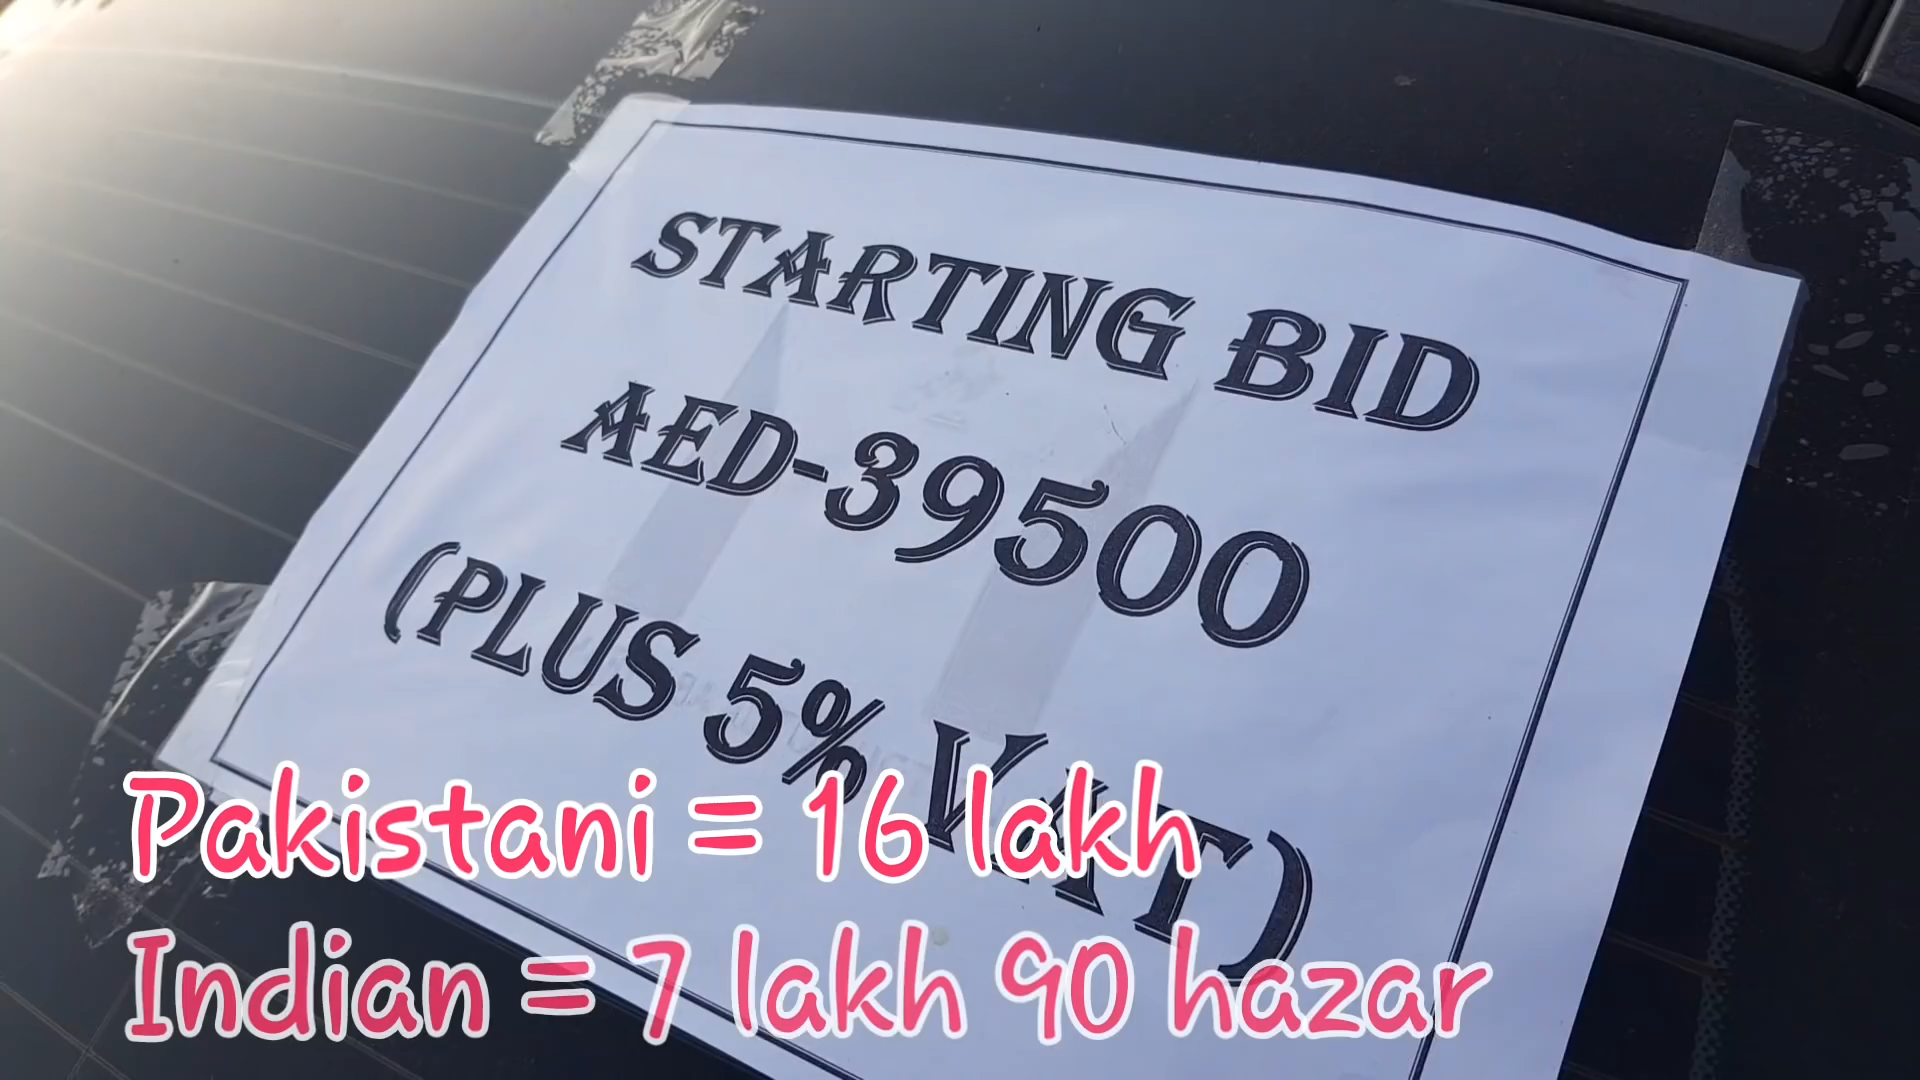 STARTING BID
AED-39500
(PLUS 5% VAT)
Pakistani = 16 lakh
Indian = 7 lakh 90 hazar